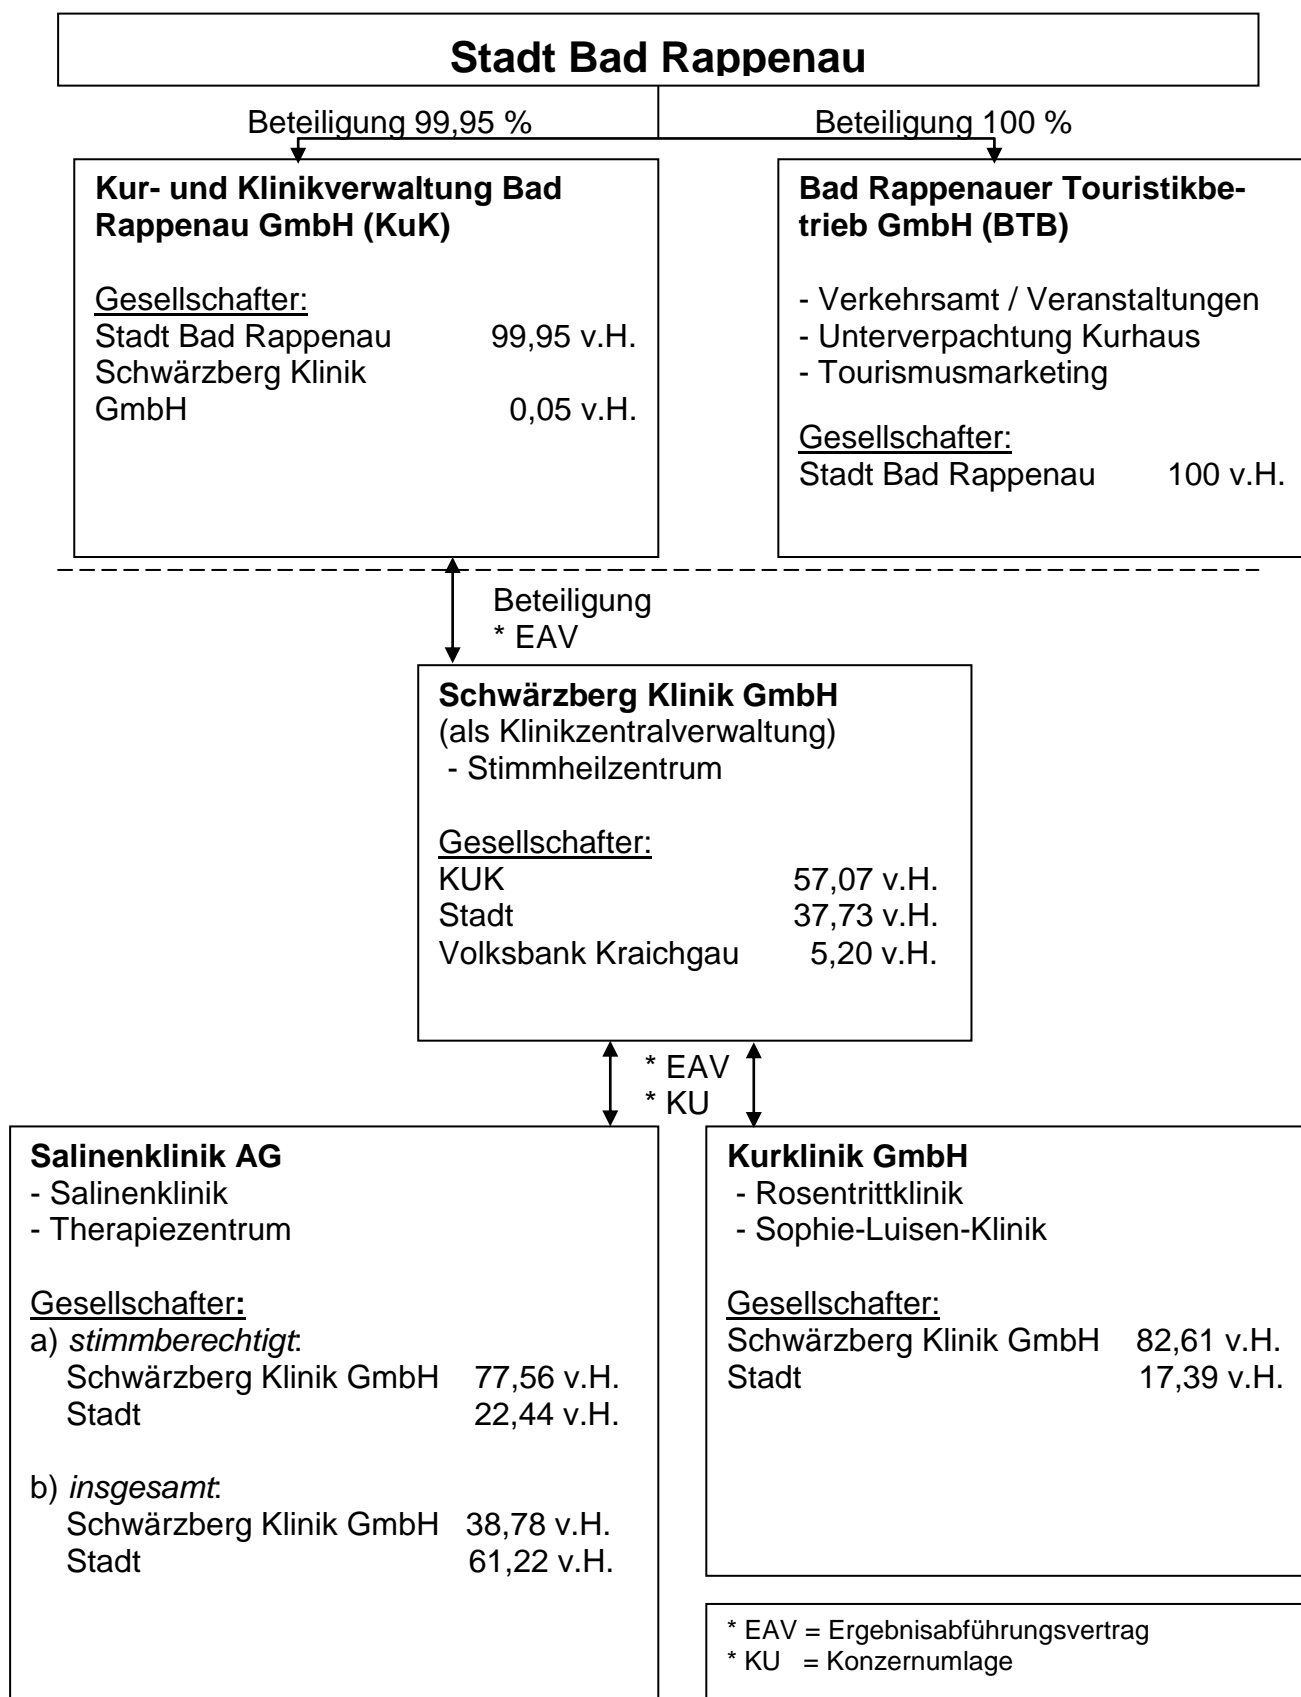 Stadt Bad Rappenau
Beteiligung 99,95 %
Beteiligung 100 %
Kur- und Klinikverwaltung Bad
Rappenau GmbH (KuK)
Gesellschafter:
Stadt Bad Rappenau 99,95 v.H.
Schwärzberg Klinik
GmbH 0,05 v.H.
Bad Rappenauer Touristikbe-
trieb GmbH (BTB)
- Verkehrsamt / Veranstaltungen
- Unterverpachtung Kurhaus
- Tourismusmarketing
Gesellschafter:
Stadt Bad Rappenau 100 v.H.
Beteiligung
* EAV
Schwärzberg Klinik GmbH
(als Klinikzentralverwaltung)
- Stimmheilzentrum
Gesellschafter:
KUK 57,07 v.H.
Stadt 37,73 v.H.
Volksbank Kraichgau 5,20 v.H.
* EAV
* KU
Salinenklinik AG
- Salinenklinik
- Therapiezentrum
Gesellschafter:
a) stimmberechtigt:
Schwärzberg Klinik GmbH 77,56 v.H.
Stadt 22,44 v.H.
b) insgesamt:
Schwärzberg Klinik GmbH 38,78 v.H.
Stadt 61,22 v.H.
Kurklinik GmbH
- Rosentrittklinik
- Sophie-Luisen-Klinik
Gesellschafter:
Schwärzberg Klinik GmbH 82,61 v.H.
Stadt 17,39 v.H.
* EAV = Ergebnisabführungsvertrag
* KU = Konzernumlage